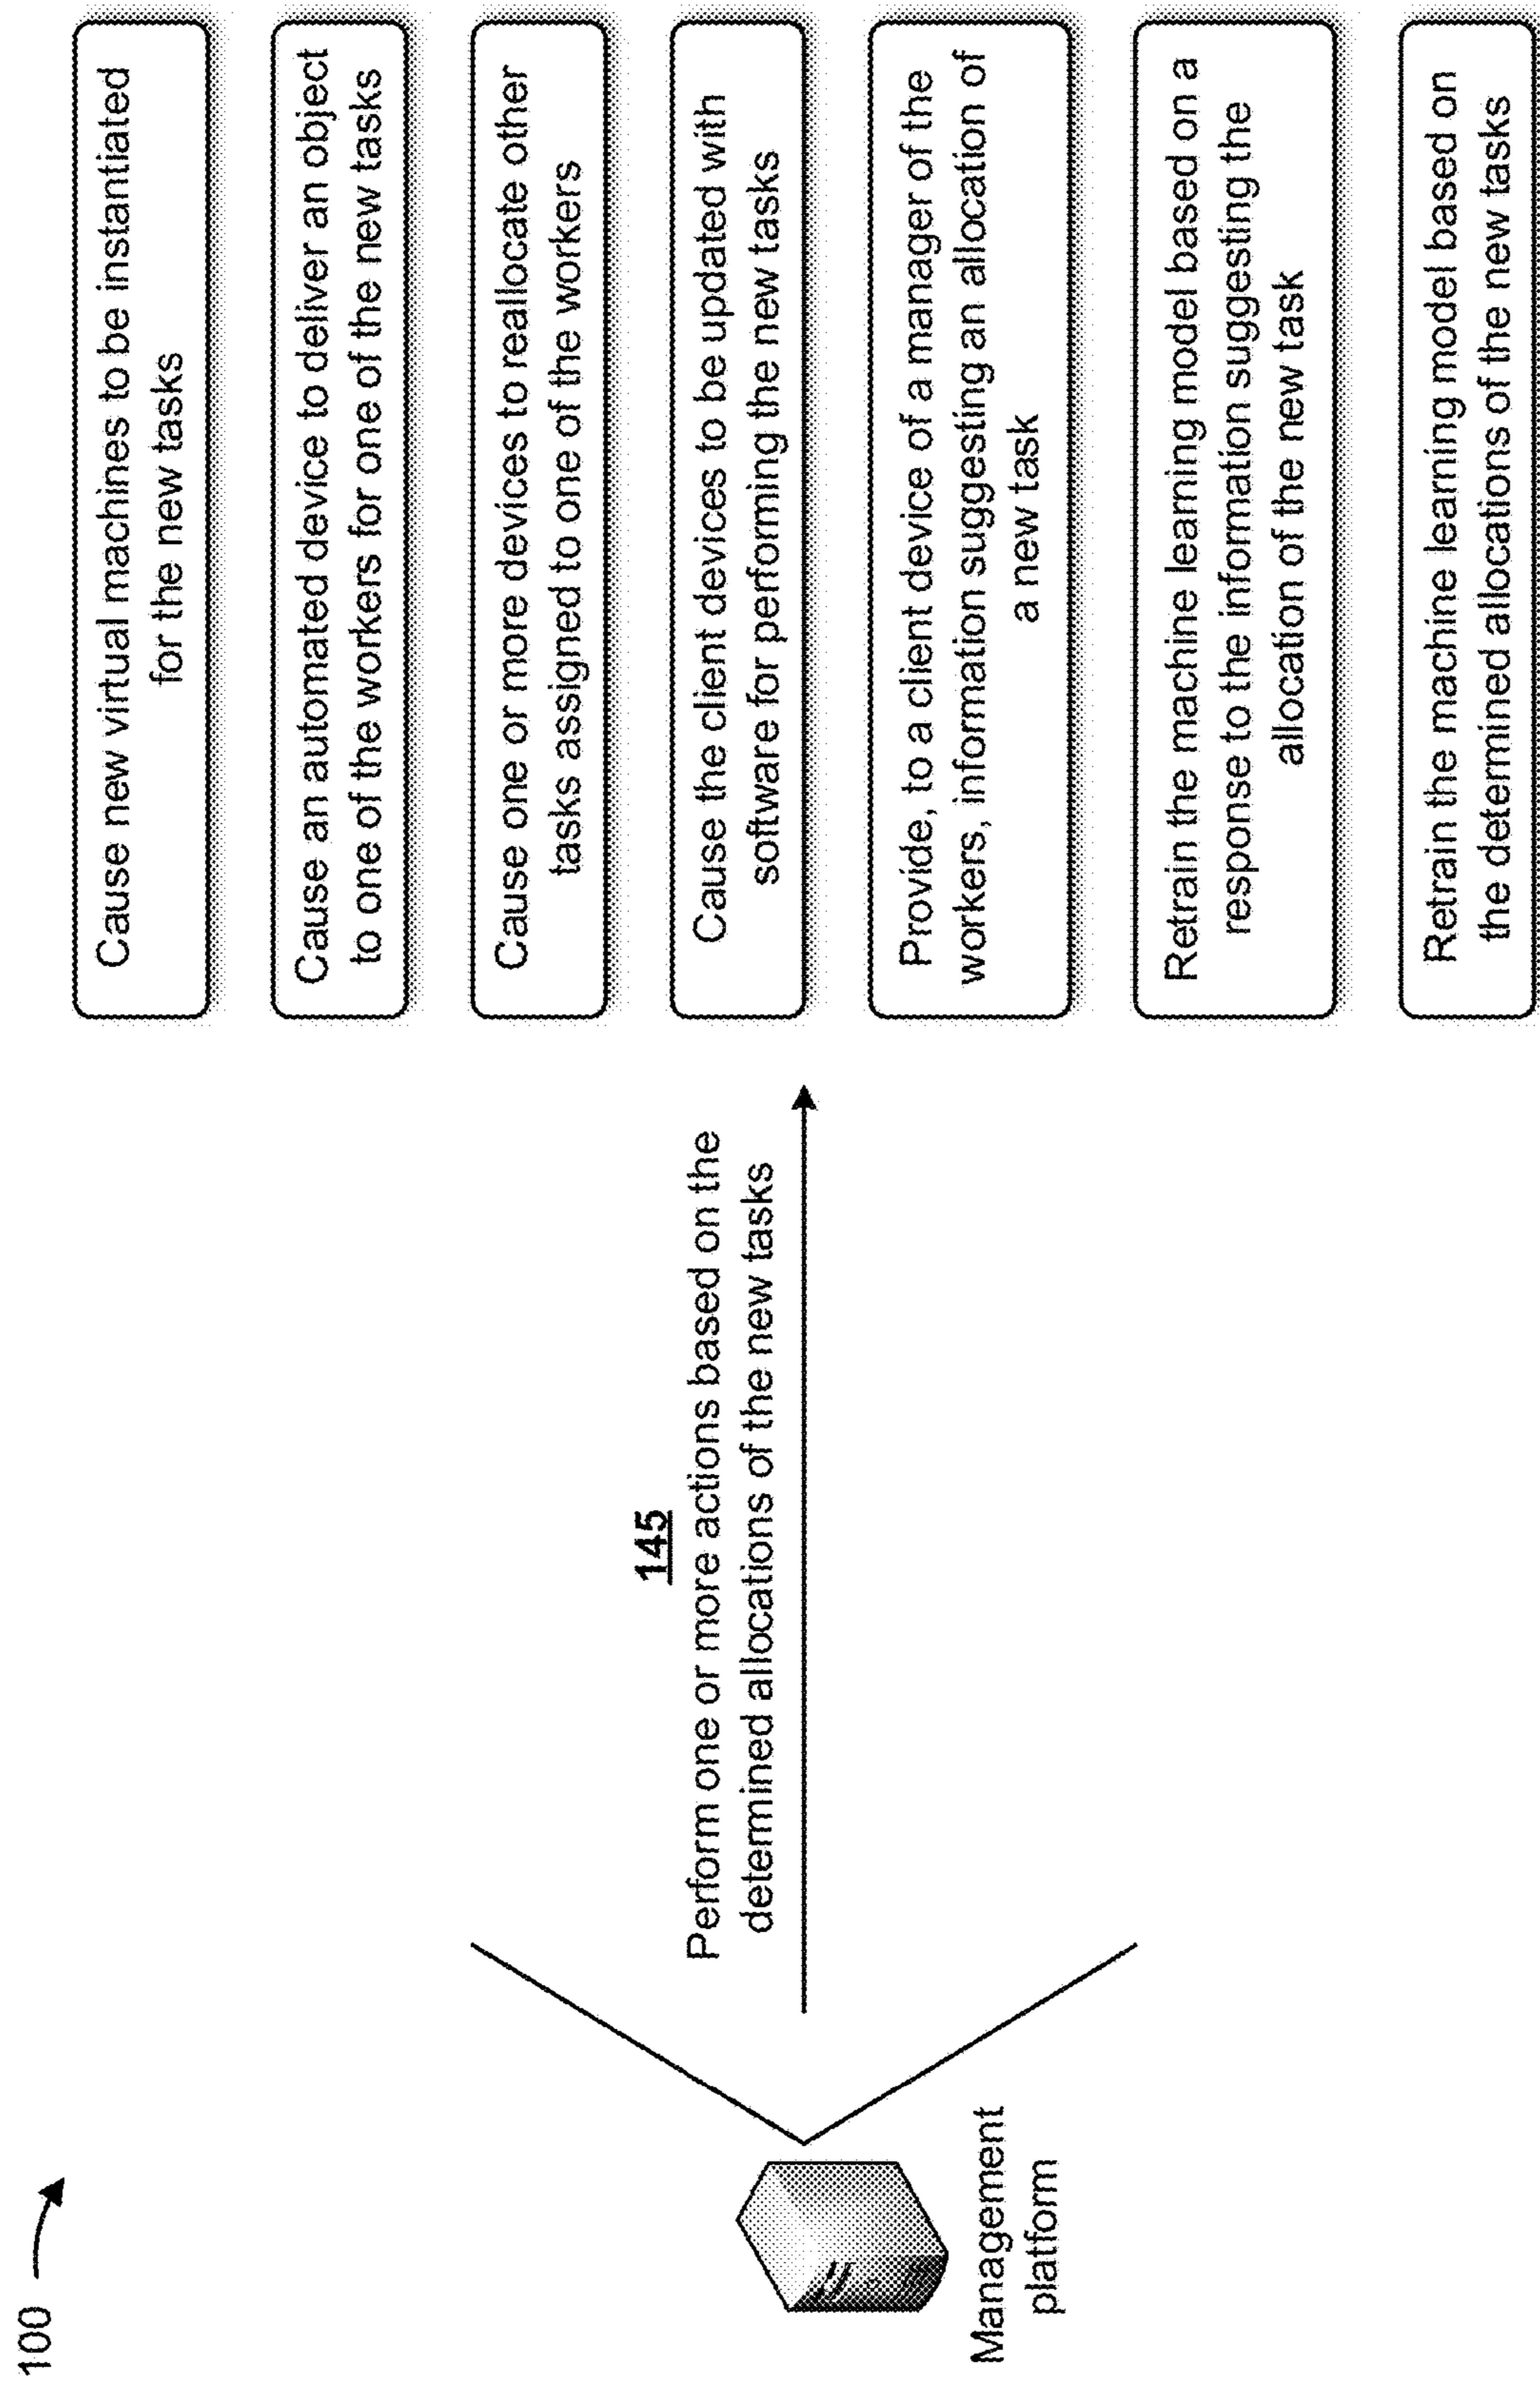 100
Management
platform
145
Perform one or more actions based on the
determined allocations of the new tasks
Cause new virtual machines to be instantiated
for the new tasks
Cause an automated device to deliver an object
to one of the workers for one of the new tasks
Cause one or more devices to reallocate other
tasks assigned to one of the workers
Cause the client devices to be updated with
software for performing the new tasks
Provide, to a client device of a manager of the
workers, information suggesting an allocation of
a new task
Retrain the machine learning model based on a
response to the information suggesting the
allocation of the new task
Retrain the machine learning model based on
the determined allocations of the new tasks